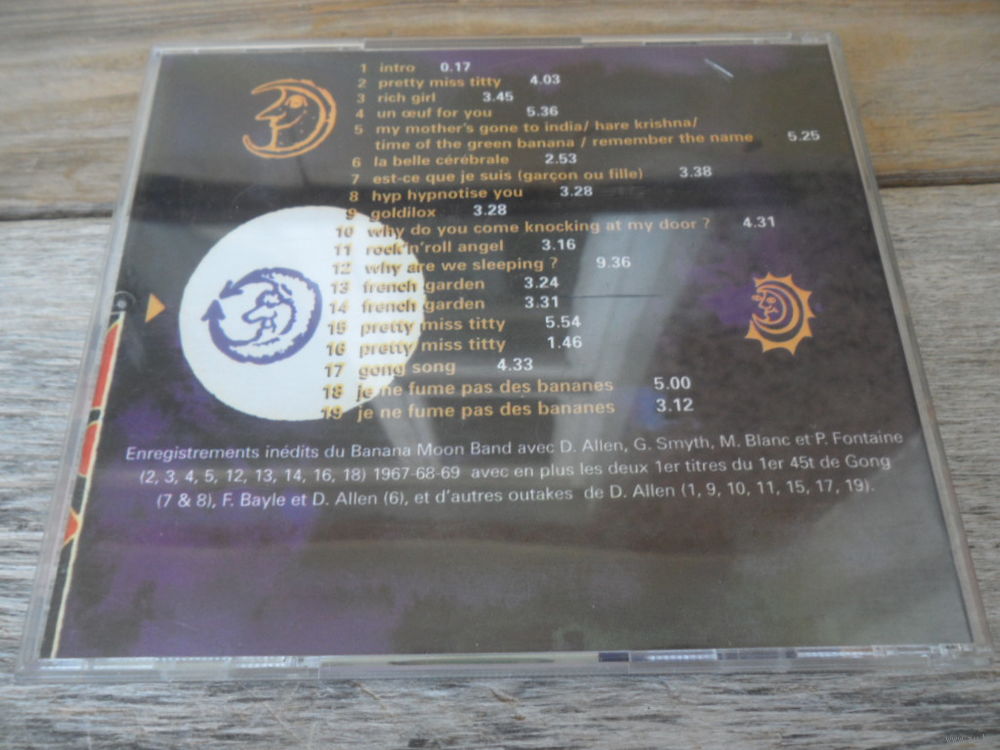 1 intro 0.17
2 pretty miss titty 4.03
3 rich girl 3.45
4 un œuf for you 5.36
5 my mother's gone to india/ hare krishna/
time of the green banana / remember the name 5.25
6 la belle cérébrale 2.53
7 est-ce que je suis (garçon ou fille) 3.38
8 hyp hypnotise you 3.28
9 goldilox 3.28
10 why do you come knocking at my door ? 4.31
11 rock'n'roll angel 3.16
12 why are we sleeping ? 9.36
13 french garden 3.24
14 french garden 3.31
15 pretty miss titty 5.54
16 pretty miss titty 1.46
17 gong song 4.33
18 je ne fume pas des bananes 5.00
19 je ne fume pas des bananes 3.12
Enregistrements inédits du Banana Moon Band avec D. Allen, G. Smyth, M. Blanc et P. Fontaine
(2, 3, 4, 5, 12, 13, 14, 16, 18) 1967-68-69 avec en plus les deux 1er titres du 1er 45t de Gong
(7 & 8), F. Bayle et D. Allen (6), et d'autres outakes de D. Allen (1, 9, 10, 11, 15, 17, 19).